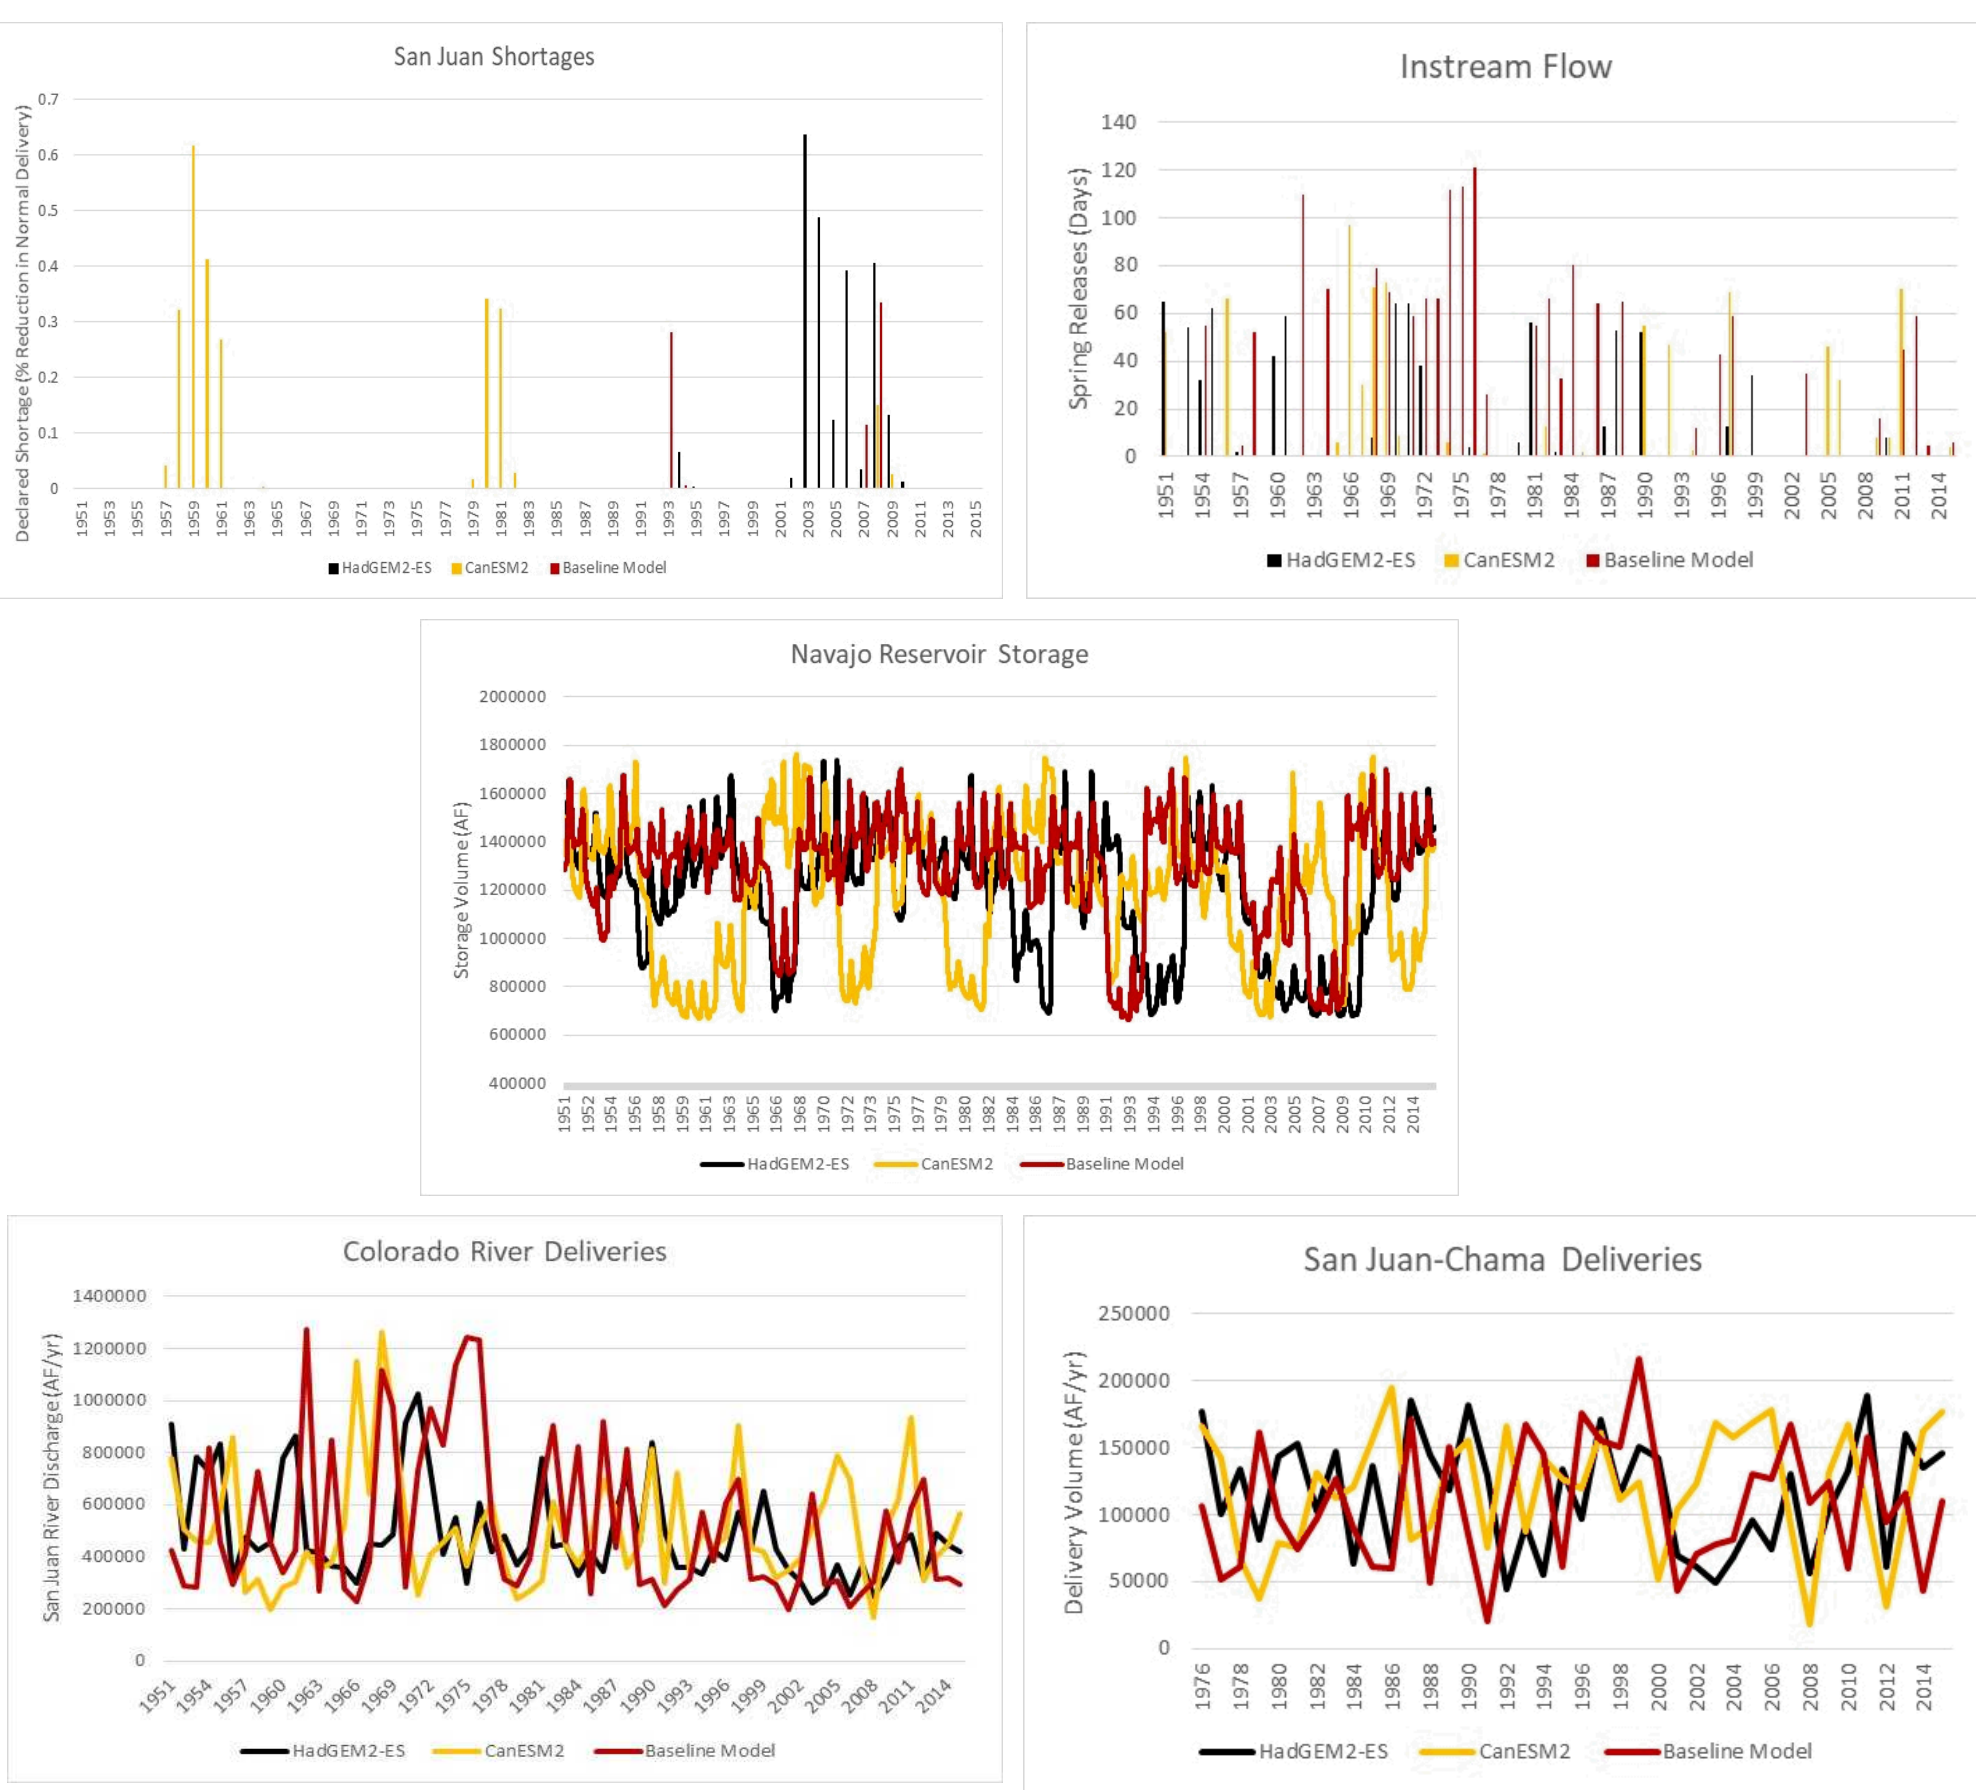 San Juan Shortages
Declared Shortage (% Reduction in Normal Delivery)
0.7
0.6
0.5
0.4
0.3
0.2
0.1
0
1951 1953 1955 1957 1959 1961 1963 1965 1967 1969 1971 1973 1975 1977 1979 1981 1983 1985 1987 1989 1991 1993 1995 1997 1999 2001 2003 2005 2007 2009 2011 2013 2015
HadGEM2-ES CanESM2 Baseline Model
Instream Flow
Spring Releases (Days)
140
120
100
80
60
40
20
0
1951 1954 1957 1960 1963 1966 1969 1972 1975 1978 1981 1984 1987 1990 1993 1996 1999 2002 2005 2008 2011 2014
HadGEM2-ES CanESM2 Baseline Model
Navajo Reservoir Storage
Storage Volume (AF)
2000000
1800000
1600000
1400000
1200000
1000000
800000
600000
400000
1951 1952 1954 1956 1958 1959 1961 1963 1965 1966 1968 1970 1972 1973 1975 1977 1979 1980 1982 1984 1986 1987 1989 1991 1993 1994 1996 1998 2000 2001 2003 2005 2007 2009 2010 2012 2014
HadGEM2-ES CanESM2 Baseline Model
Colorado River Deliveries
San Juan River Discharge (AF/yr)
1400000
1200000
1000000
800000
600000
400000
200000
0
1951 1954 1957 1960 1963 1966 1969 1972 1975 1978 1981 1984 1987 1990 1993 1996 1999 2002 2005 2008 2011 2014
HadGEM2-ES CanESM2 Baseline Model
San Juan-Chama Deliveries
Delivery Volume (AF/yr)
250000
200000
150000
100000
50000
0
1976 1978 1980 1982 1984 1986 1988 1990 1992 1994 1996 1998 2000 2002 2004 2006 2008 2010 2012 2014
HadGEM2-ES CanESM2 Baseline Model